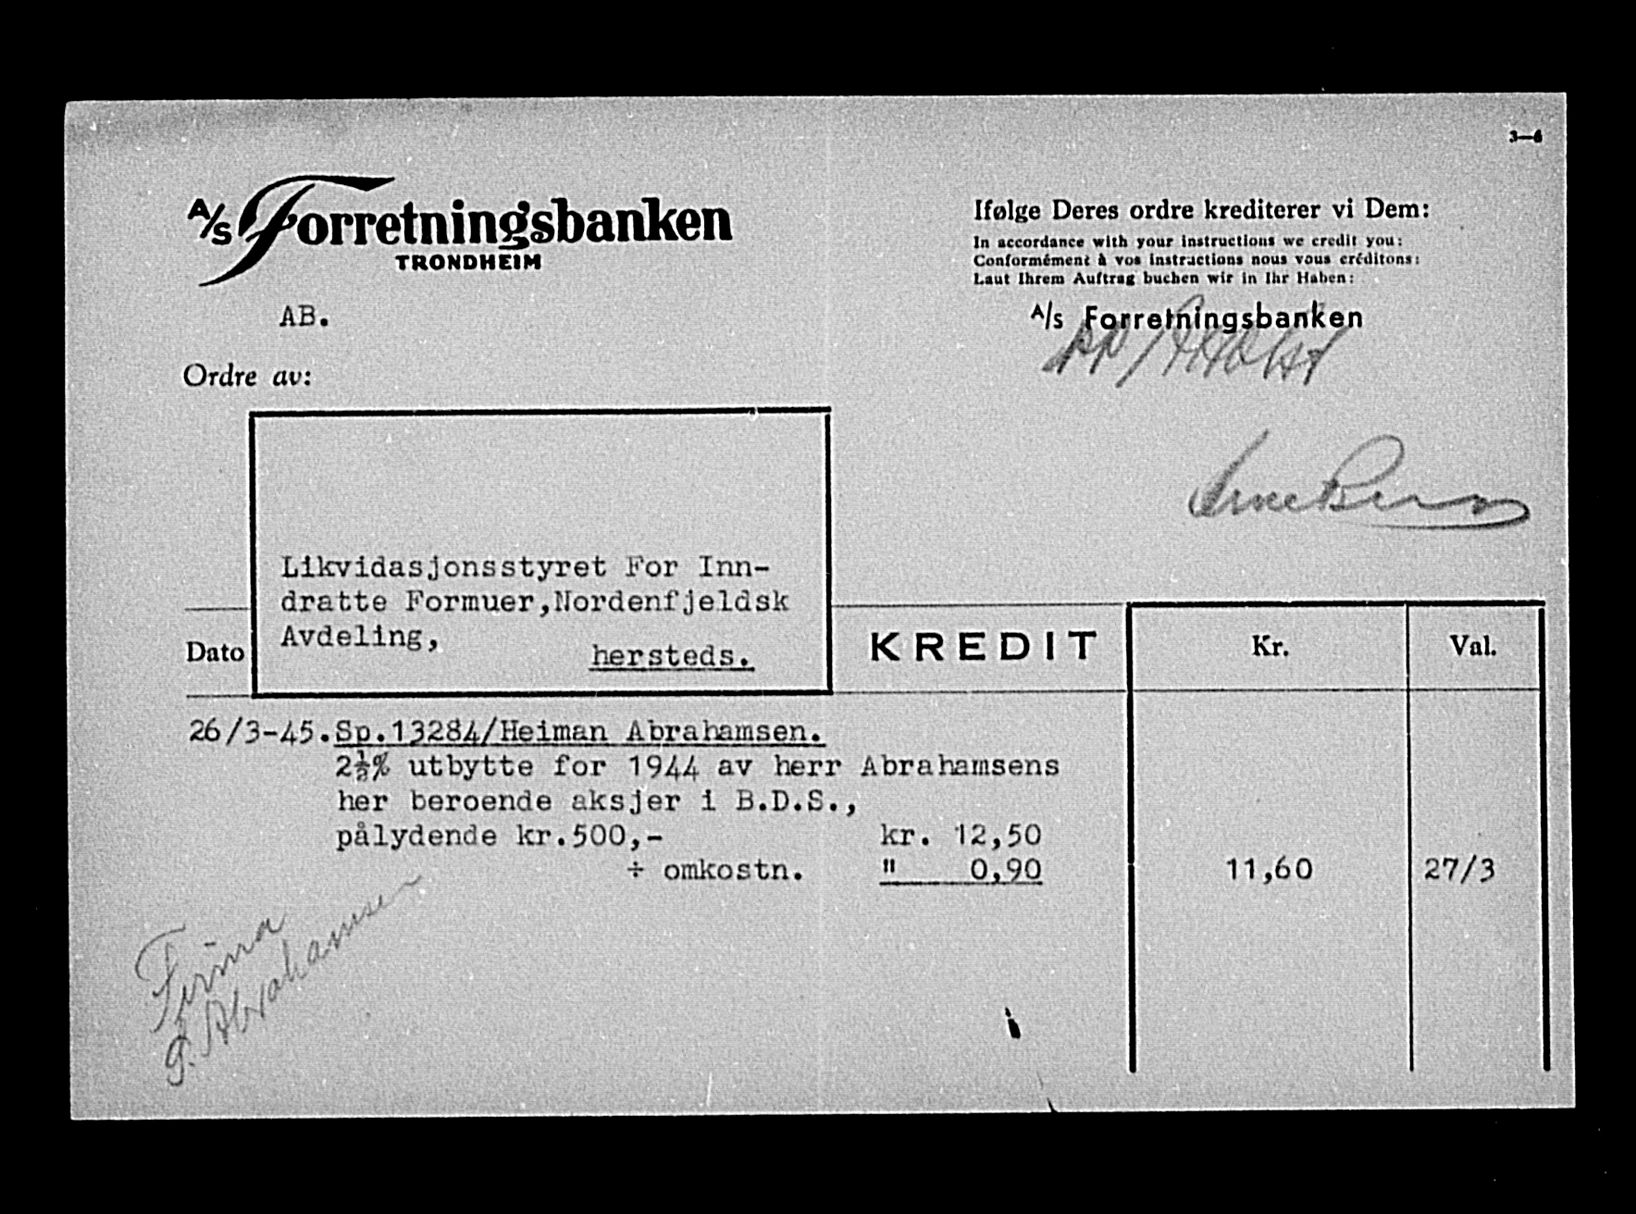 3—6
A/S Forretningsbanken
TRONDHEIM
Ifølge Deres ordre krediterer vi Dem:
In accordance with your instructions we credit you:
Conformément à vos instructions nous vous créditons:
Laut Ihrem Auftrag buchen wir in Ihr Haben:
A/s Forretningsbanken
AB.
Ordre av:
Likvidasjonsstyret For Inn-
dratte Formuer,Nordenfjeldsk
Avdeling,
hersteds.
Dato KREDIT Kr. Val.
26/3-45. Sp.13284/Heiman Abrahamsen.
2½% utbytte for 1944 av herr Abrahamsens
her beroende aksjer i B.D.S.,
pålydende kr.500,- kr. 12,50
÷ omkostn. " 0,90 11,60 27/3
Firma
Abrahamsen